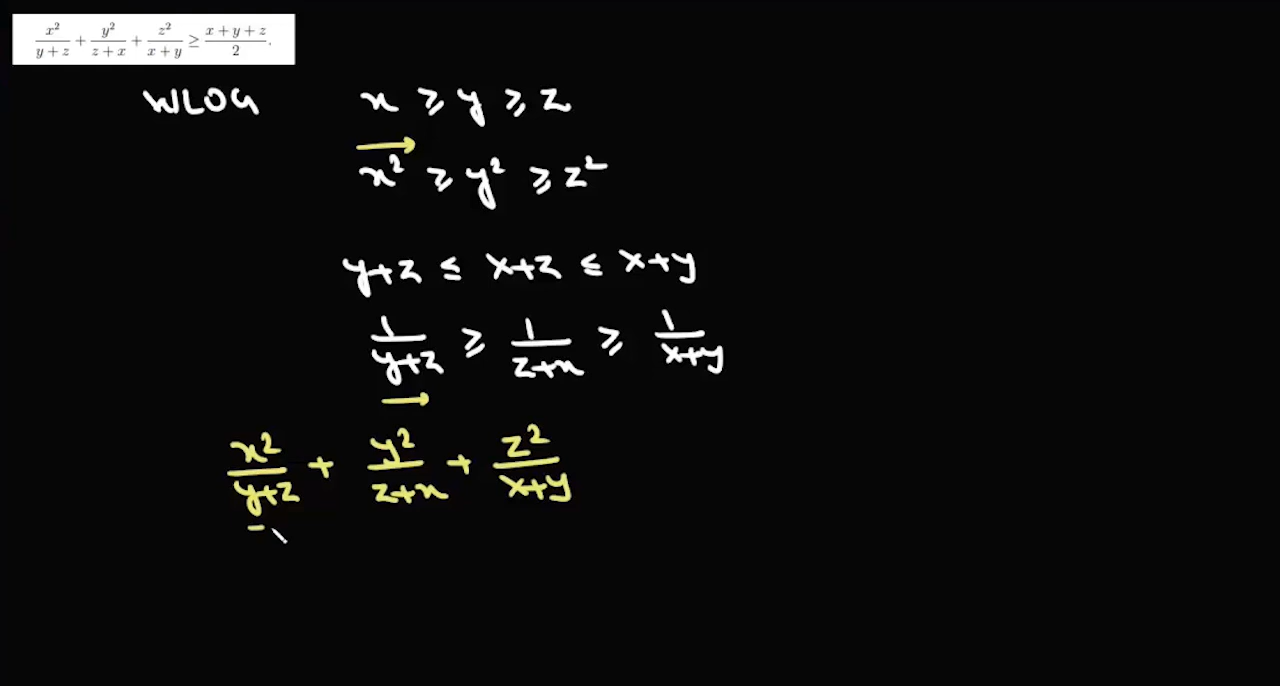 x²/(y + z) + y²/(z + x) + z²/(x + y) ≥ (x + y + z)/2.
WLOG x ≥ y ≥ z
x² ≥ y² ≥ z²
y+z ≤ x+z ≤ x+y
1/(y+z) ≥ 1/(z+x) ≥ 1/(x+y)
x²/(y+z) + y²/(z+x) + z²/(x+y)